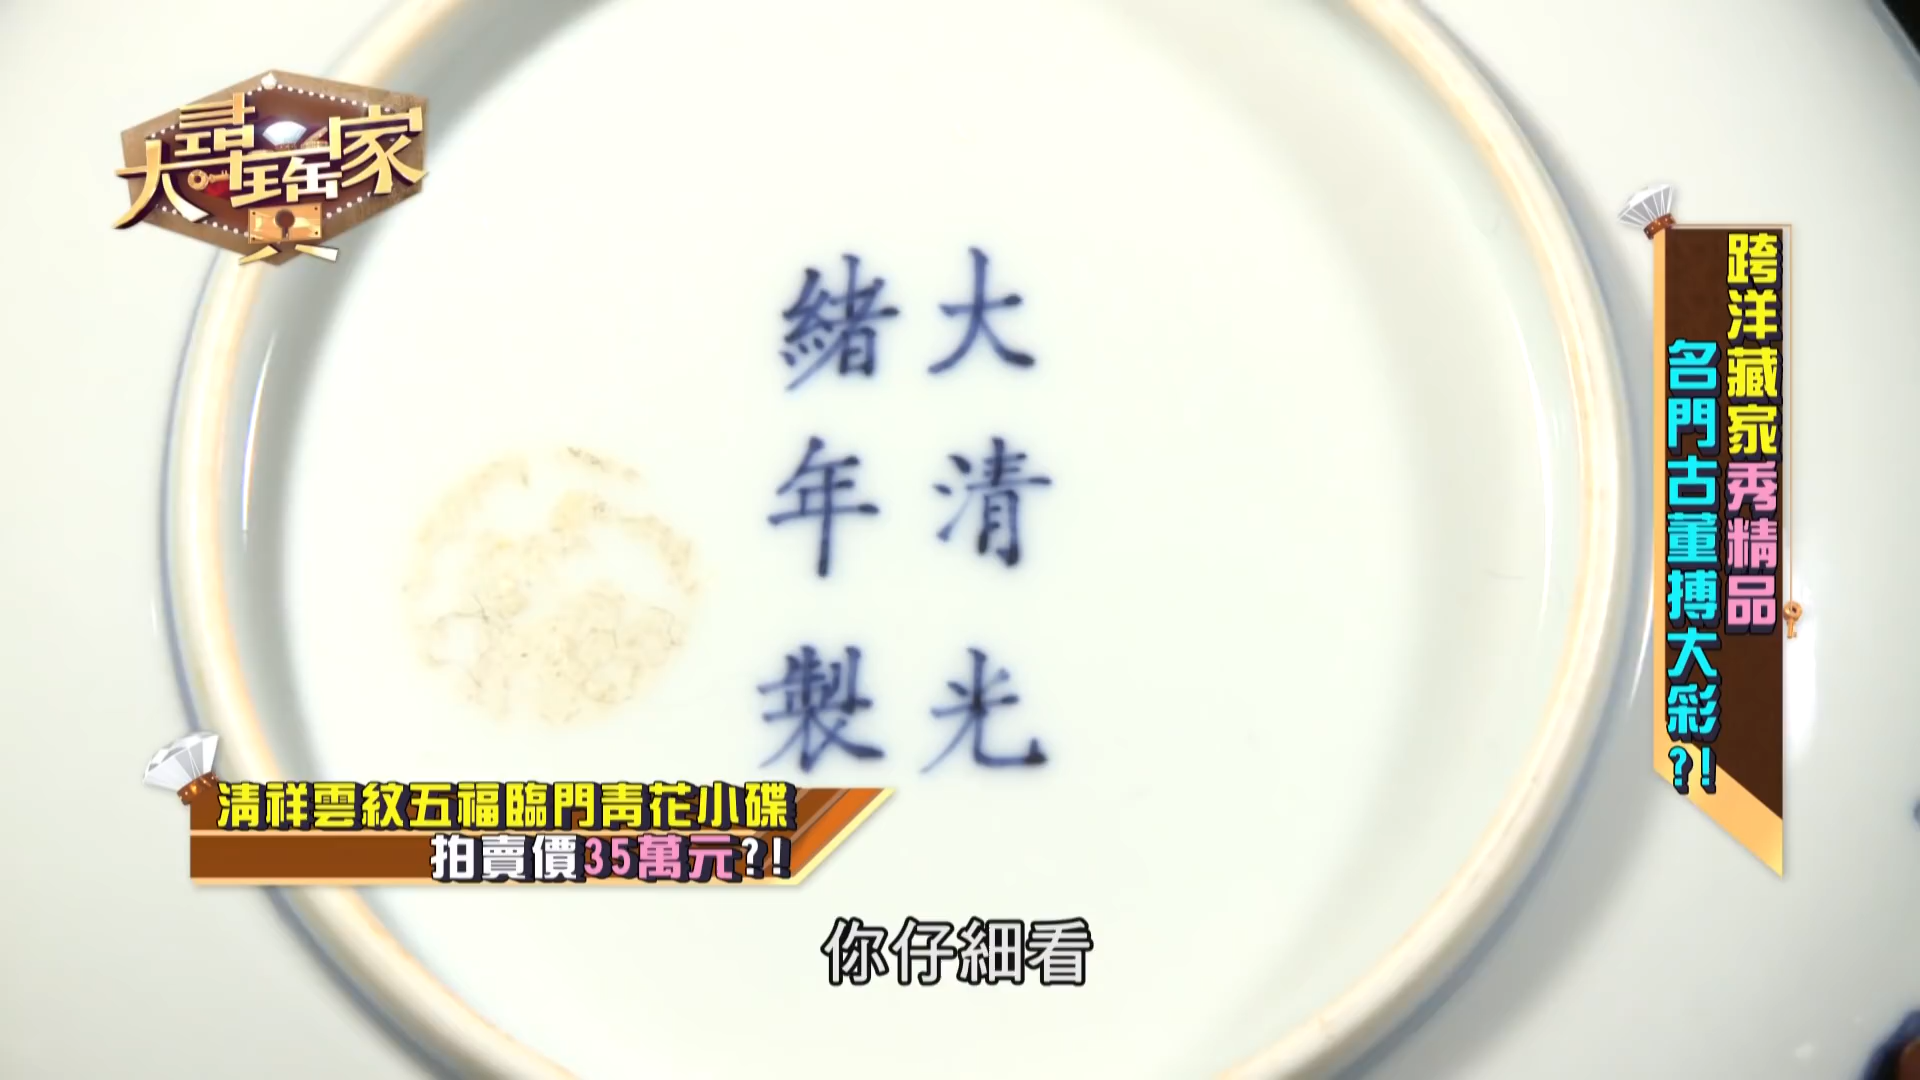 大尋寶家
大清光
緒年製
跨洋藏家秀精品
名門古董搏大彩?!
清祥雲紋五福臨門青花小碟
拍賣價35萬元?!
你仔細看